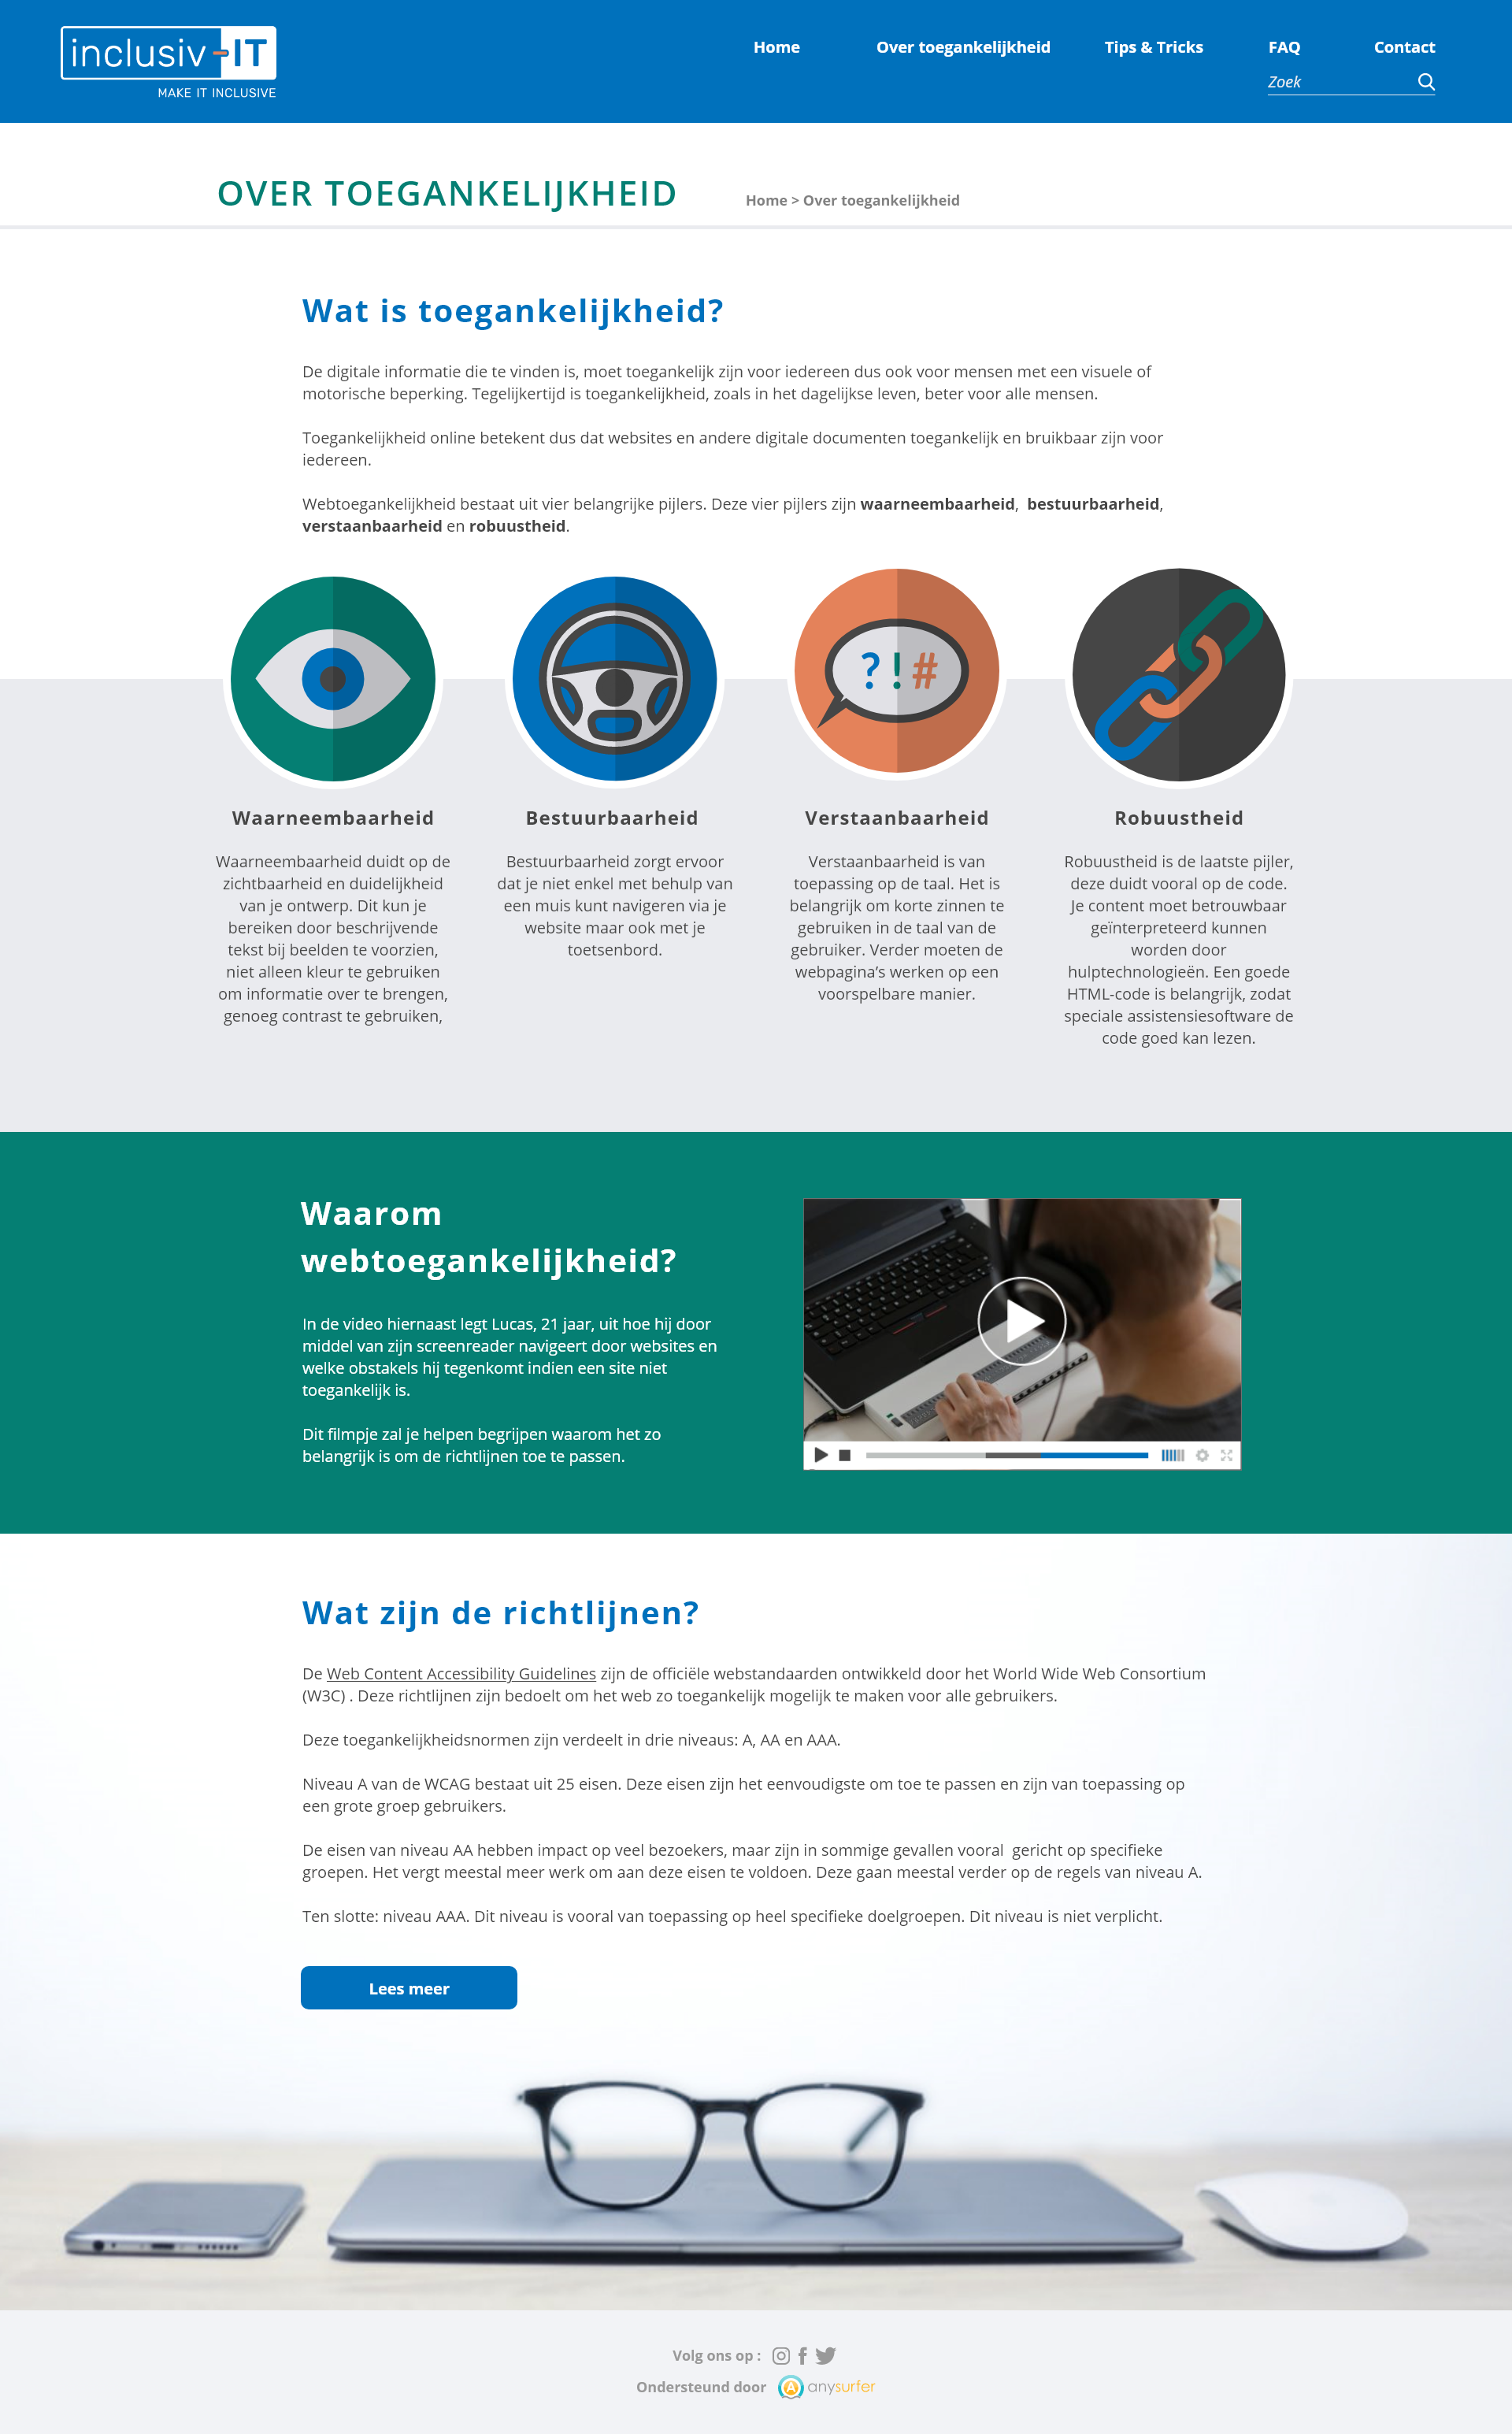 inclusiv-IT
MAKE IT INCLUSIVE
Home Over toegankelijkheid Tips & Tricks FAQ Contact
Zoek
OVER TOEGANKELIJKHEID
Home > Over toegankelijkheid
Wat is toegankelijkheid?
De digitale informatie die te vinden is, moet toegankelijk zijn voor iedereen dus ook voor mensen met een visuele of
motorische beperking. Tegelijkertijd is toegankelijkheid, zoals in het dagelijkse leven, beter voor alle mensen.
Toegankelijkheid online betekent dus dat websites en andere digitale documenten toegankelijk en bruikbaar zijn voor
iedereen.
Webtoegankelijkheid bestaat uit vier belangrijke pijlers. Deze vier pijlers zijn waarneembaarheid, bestuurbaarheid,
verstaanbaarheid en robuustheid.
?!#
Waarneembaarheid
Waarneembaarheid duidt op de
zichtbaarheid en duidelijkheid
van je ontwerp. Dit kun je
bereiken door beschrijvende
tekst bij beelden te voorzien,
niet alleen kleur te gebruiken
om informatie over te brengen,
genoeg contrast te gebruiken,
Bestuurbaarheid
Bestuurbaarheid zorgt ervoor
dat je niet enkel met behulp van
een muis kunt navigeren via je
website maar ook met je
toetsenbord.
Verstaanbaarheid
Verstaanbaarheid is van
toepassing op de taal. Het is
belangrijk om korte zinnen te
gebruiken in de taal van de
gebruiker. Verder moeten de
webpagina's werken op een
voorspelbare manier.
Robuustheid
Robuustheid is de laatste pijler,
deze duidt vooral op de code.
Je content moet betrouwbaar
geïnterpreteerd kunnen
worden door
hulptechnologieën. Een goede
HTML-code is belangrijk, zodat
speciale assistensiesoftware de
code goed kan lezen.
Waarom
webtoegankelijkheid?
In de video hiernaast legt Lucas, 21 jaar, uit hoe hij door
middel van zijn screenreader navigeert door websites en
welke obstakels hij tegenkomt indien een site niet
toegankelijk is.
Dit filmpje zal je helpen begrijpen waarom het zo
belangrijk is om de richtlijnen toe te passen.
Wat zijn de richtlijnen?
De Web Content Accessibility Guidelines zijn de officiële webstandaarden ontwikkeld door het World Wide Web Consortium
(W3C) . Deze richtlijnen zijn bedoelt om het web zo toegankelijk mogelijk te maken voor alle gebruikers.
Deze toegankelijkheidsnormen zijn verdeelt in drie niveaus: A, AA en AAA.
Niveau A van de WCAG bestaat uit 25 eisen. Deze eisen zijn het eenvoudigste om toe te passen en zijn van toepassing op
een grote groep gebruikers.
De eisen van niveau AA hebben impact op veel bezoekers, maar zijn in sommige gevallen vooral gericht op specifieke
groepen. Het vergt meestal meer werk om aan deze eisen te voldoen. Deze gaan meestal verder op de regels van niveau A.
Ten slotte: niveau AAA. Dit niveau is vooral van toepassing op heel specifieke doelgroepen. Dit niveau is niet verplicht.
Lees meer
Volg ons op :
Ondersteund door A anysurfer